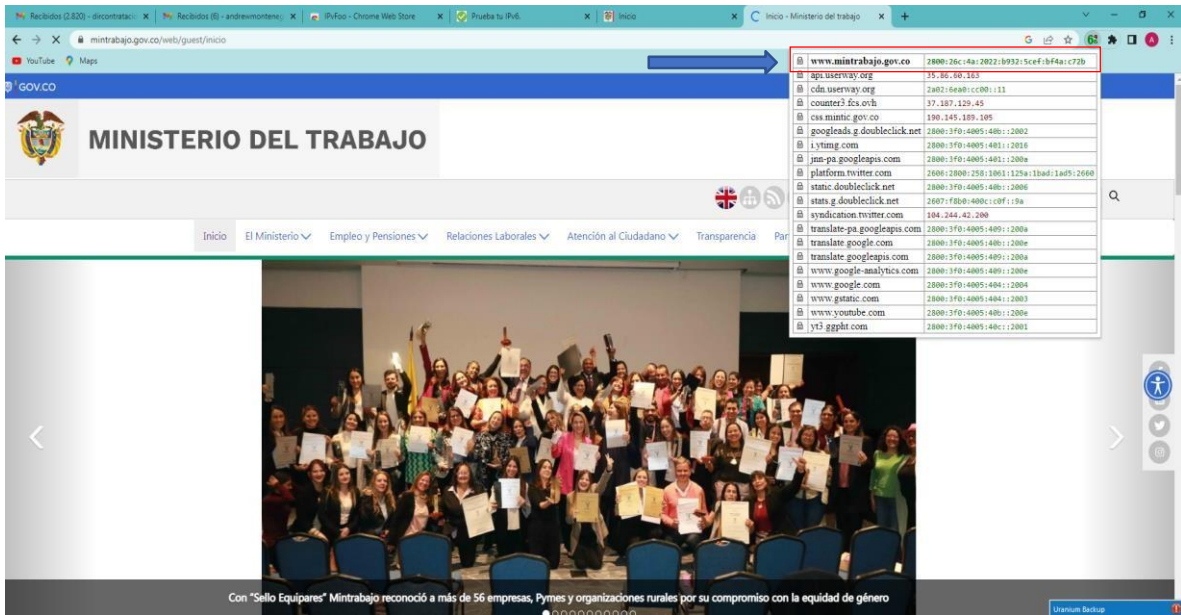 Recibidos (2.820) - dircontratacic
Recibidos (6) - andrewmontene
IPvFoo - Chrome Web Store
Prueba tu IPv6.
Inicio
Inicio - Ministerio del trabajo
mintrabajo.gov.co/web/guest/inicio
YouTube Maps
GOV.CO
MINISTERIO DEL TRABAJO
www.mintrabajo.gov.co 2800:26c:4a:2022:b932:5cef:bf4a:c72b
api.userway.org 35.86.60.163
cdn.userway.org 2a02:6ea0:cc00::11
counter3.fcs.ovh 37.187.129.45
css.mintic.gov.co 190.145.189.105
googleads.g.doubleclick.net 2800:3f0:4005:40b::2002
i.ytimg.com 2800:3f0:4005:401::2016
jnn-pa.googleapis.com 2800:3f0:4005:401::200a
platform.twitter.com 2606:2800:258:1061:125a:1bad:1ad5:2660
static.doubleclick.net 2800:3f0:4005:40b::2006
stats.g.doubleclick.net 2607:f8b0:400c:c0f::9a
syndication.twitter.com 104.244.42.200
translate-pa.googleapis.com 2800:3f0:4005:409::200a
translate.google.com 2800:3f0:4005:40b::200e
translate.googleapis.com 2800:3f0:4005:409::200a
www.google-analytics.com 2800:3f0:4005:409::200e
www.google.com 2800:3f0:4005:404::2004
www.gstatic.com 2800:3f0:4005:404::2003
www.youtube.com 2800:3f0:4005:40b::200e
yt3.ggpht.com 2800:3f0:4005:40c::2001
Inicio El Ministerio Empleo y Pensiones Relaciones Laborales Atención al Ciudadano Transparencia Par
Con "Sello Equipares" Mintrabajo reconoció a más de 56 empresas, Pymes y organizaciones rurales por su compromiso con la equidad de género
Uranium Backup